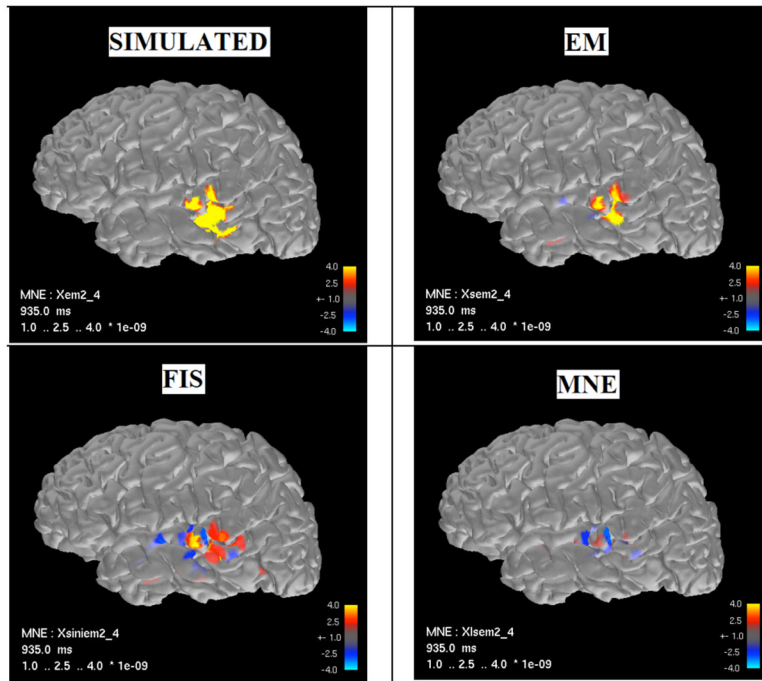 SIMULATED
4.0
2.5
+- 1.0
-2.5
-4.0
MNE : Xem2_4
935.0 ms
1.0 .. 2.5 .. 4.0 * 1e-09
EM
4.0
2.5
+- 1.0
-2.5
-4.0
MNE : Xsem2_4
935.0 ms
1.0 .. 2.5 .. 4.0 * 1e-09
FIS
4.0
2.5
+- 1.0
-2.5
-4.0
MNE : Xsiniem2_4
935.0 ms
1.0 .. 2.5 .. 4.0 * 1e-09
MNE
4.0
2.5
+- 1.0
-2.5
-4.0
MNE : Xlsem2_4
935.0 ms
1.0 .. 2.5 .. 4.0 * 1e-09